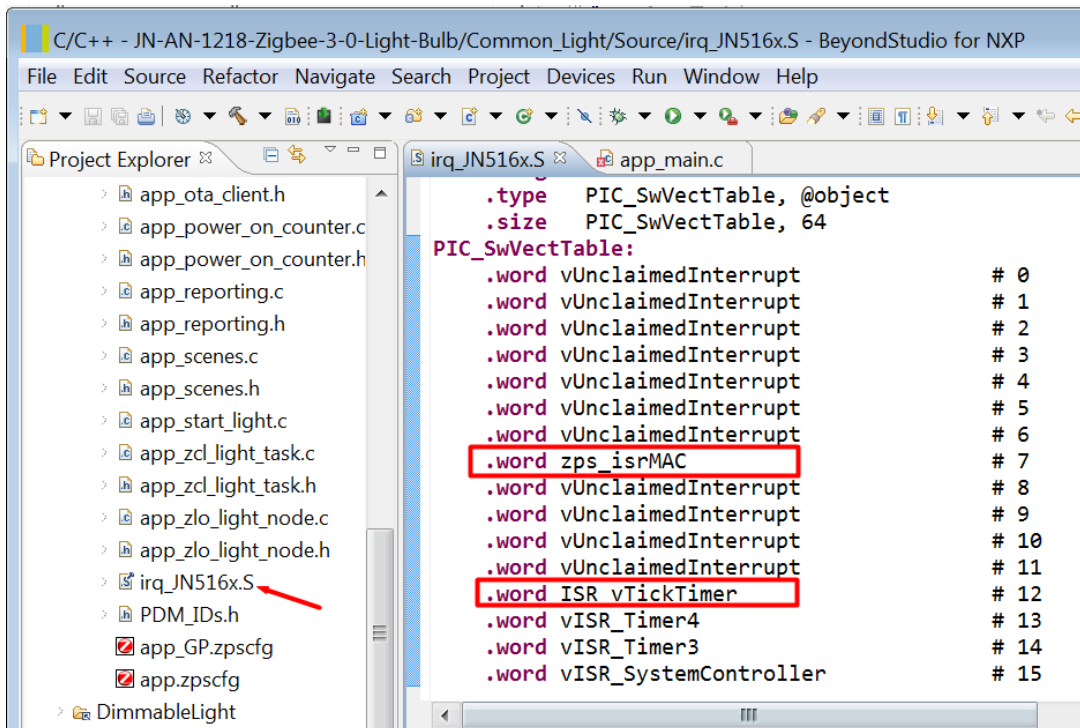 C/C++ - JN-AN-1218-Zigbee-3-0-Light-Bulb/Common_Light/Source/irq_JN516x.S - BeyondStudio for NXP
File Edit Source Refactor Navigate Search Project Devices Run Window Help
Project Explorer
irq_JN516x.S app_main.c
app_ota_client.h
app_power_on_counter.c
app_power_on_counter.h
app_reporting.c
app_reporting.h
app_scenes.c
app_scenes.h
app_start_light.c
app_zcl_light_task.c
app_zcl_light_task.h
app_zlo_light_node.c
app_zlo_light_node.h
irq_JN516x.S
PDM_IDs.h
app_GP.zpscfg
app.zpscfg
DimmableLight
.type PIC_SwVectTable, @object
.size PIC_SwVectTable, 64
PIC_SwVectTable:
.word vUnclaimedInterrupt # 0
.word vUnclaimedInterrupt # 1
.word vUnclaimedInterrupt # 2
.word vUnclaimedInterrupt # 3
.word vUnclaimedInterrupt # 4
.word vUnclaimedInterrupt # 5
.word vUnclaimedInterrupt # 6
.word zps_isrMAC # 7
.word vUnclaimedInterrupt # 8
.word vUnclaimedInterrupt # 9
.word vUnclaimedInterrupt # 10
.word vUnclaimedInterrupt # 11
.word ISR_vTickTimer # 12
.word vISR_Timer4 # 13
.word vISR_Timer3 # 14
.word vISR_SystemController # 15